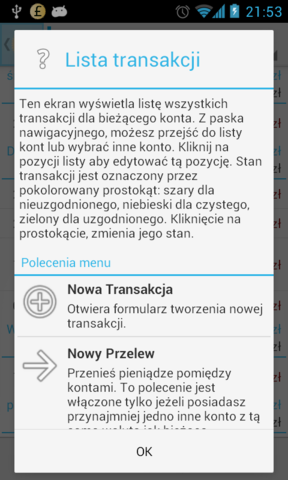 21:53
Lista transakcji
Ten ekran wyświetla listę wszystkich
transakcji dla bieżącego konta. Z paska
nawigacyjnego, możesz przejść do listy
kont lub wybrać inne konto. Kliknij na
pozycji listy aby edytować tą pozycję. Stan
transakcji jest oznaczony przez
pokolorowany prostokąt: szary dla
nieuzgodnionego, niebieski dla czystego,
zielony dla uzgodnionego. Kliknięcie na
prostokącie, zmienia jego stan.
Polecenia menu
Nowa Transakcja
Otwiera formularz tworzenia nowej
transakcji.
Nowy Przelew
Przenieś pieniądze pomiędzy
kontami. To polecenie jest
włączone tylko jeżeli posiadasz
przynajmniej jedno inne konto z tą
samą walutą jak bieżące.
OK